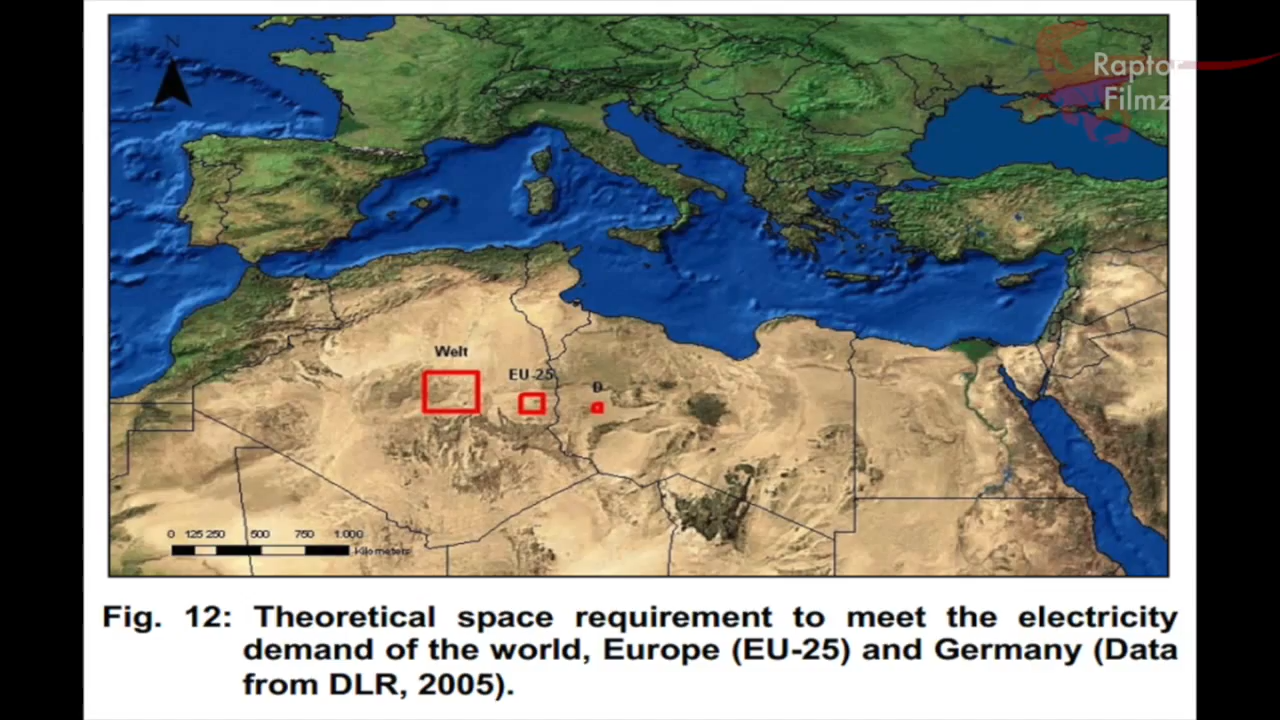 N
Raptor
Filmz
Welt
EU-25
D
0 125 250 500 750 1.000
Kilometers
Fig. 12: Theoretical space requirement to meet the electricity
demand of the world, Europe (EU-25) and Germany (Data
from DLR, 2005).